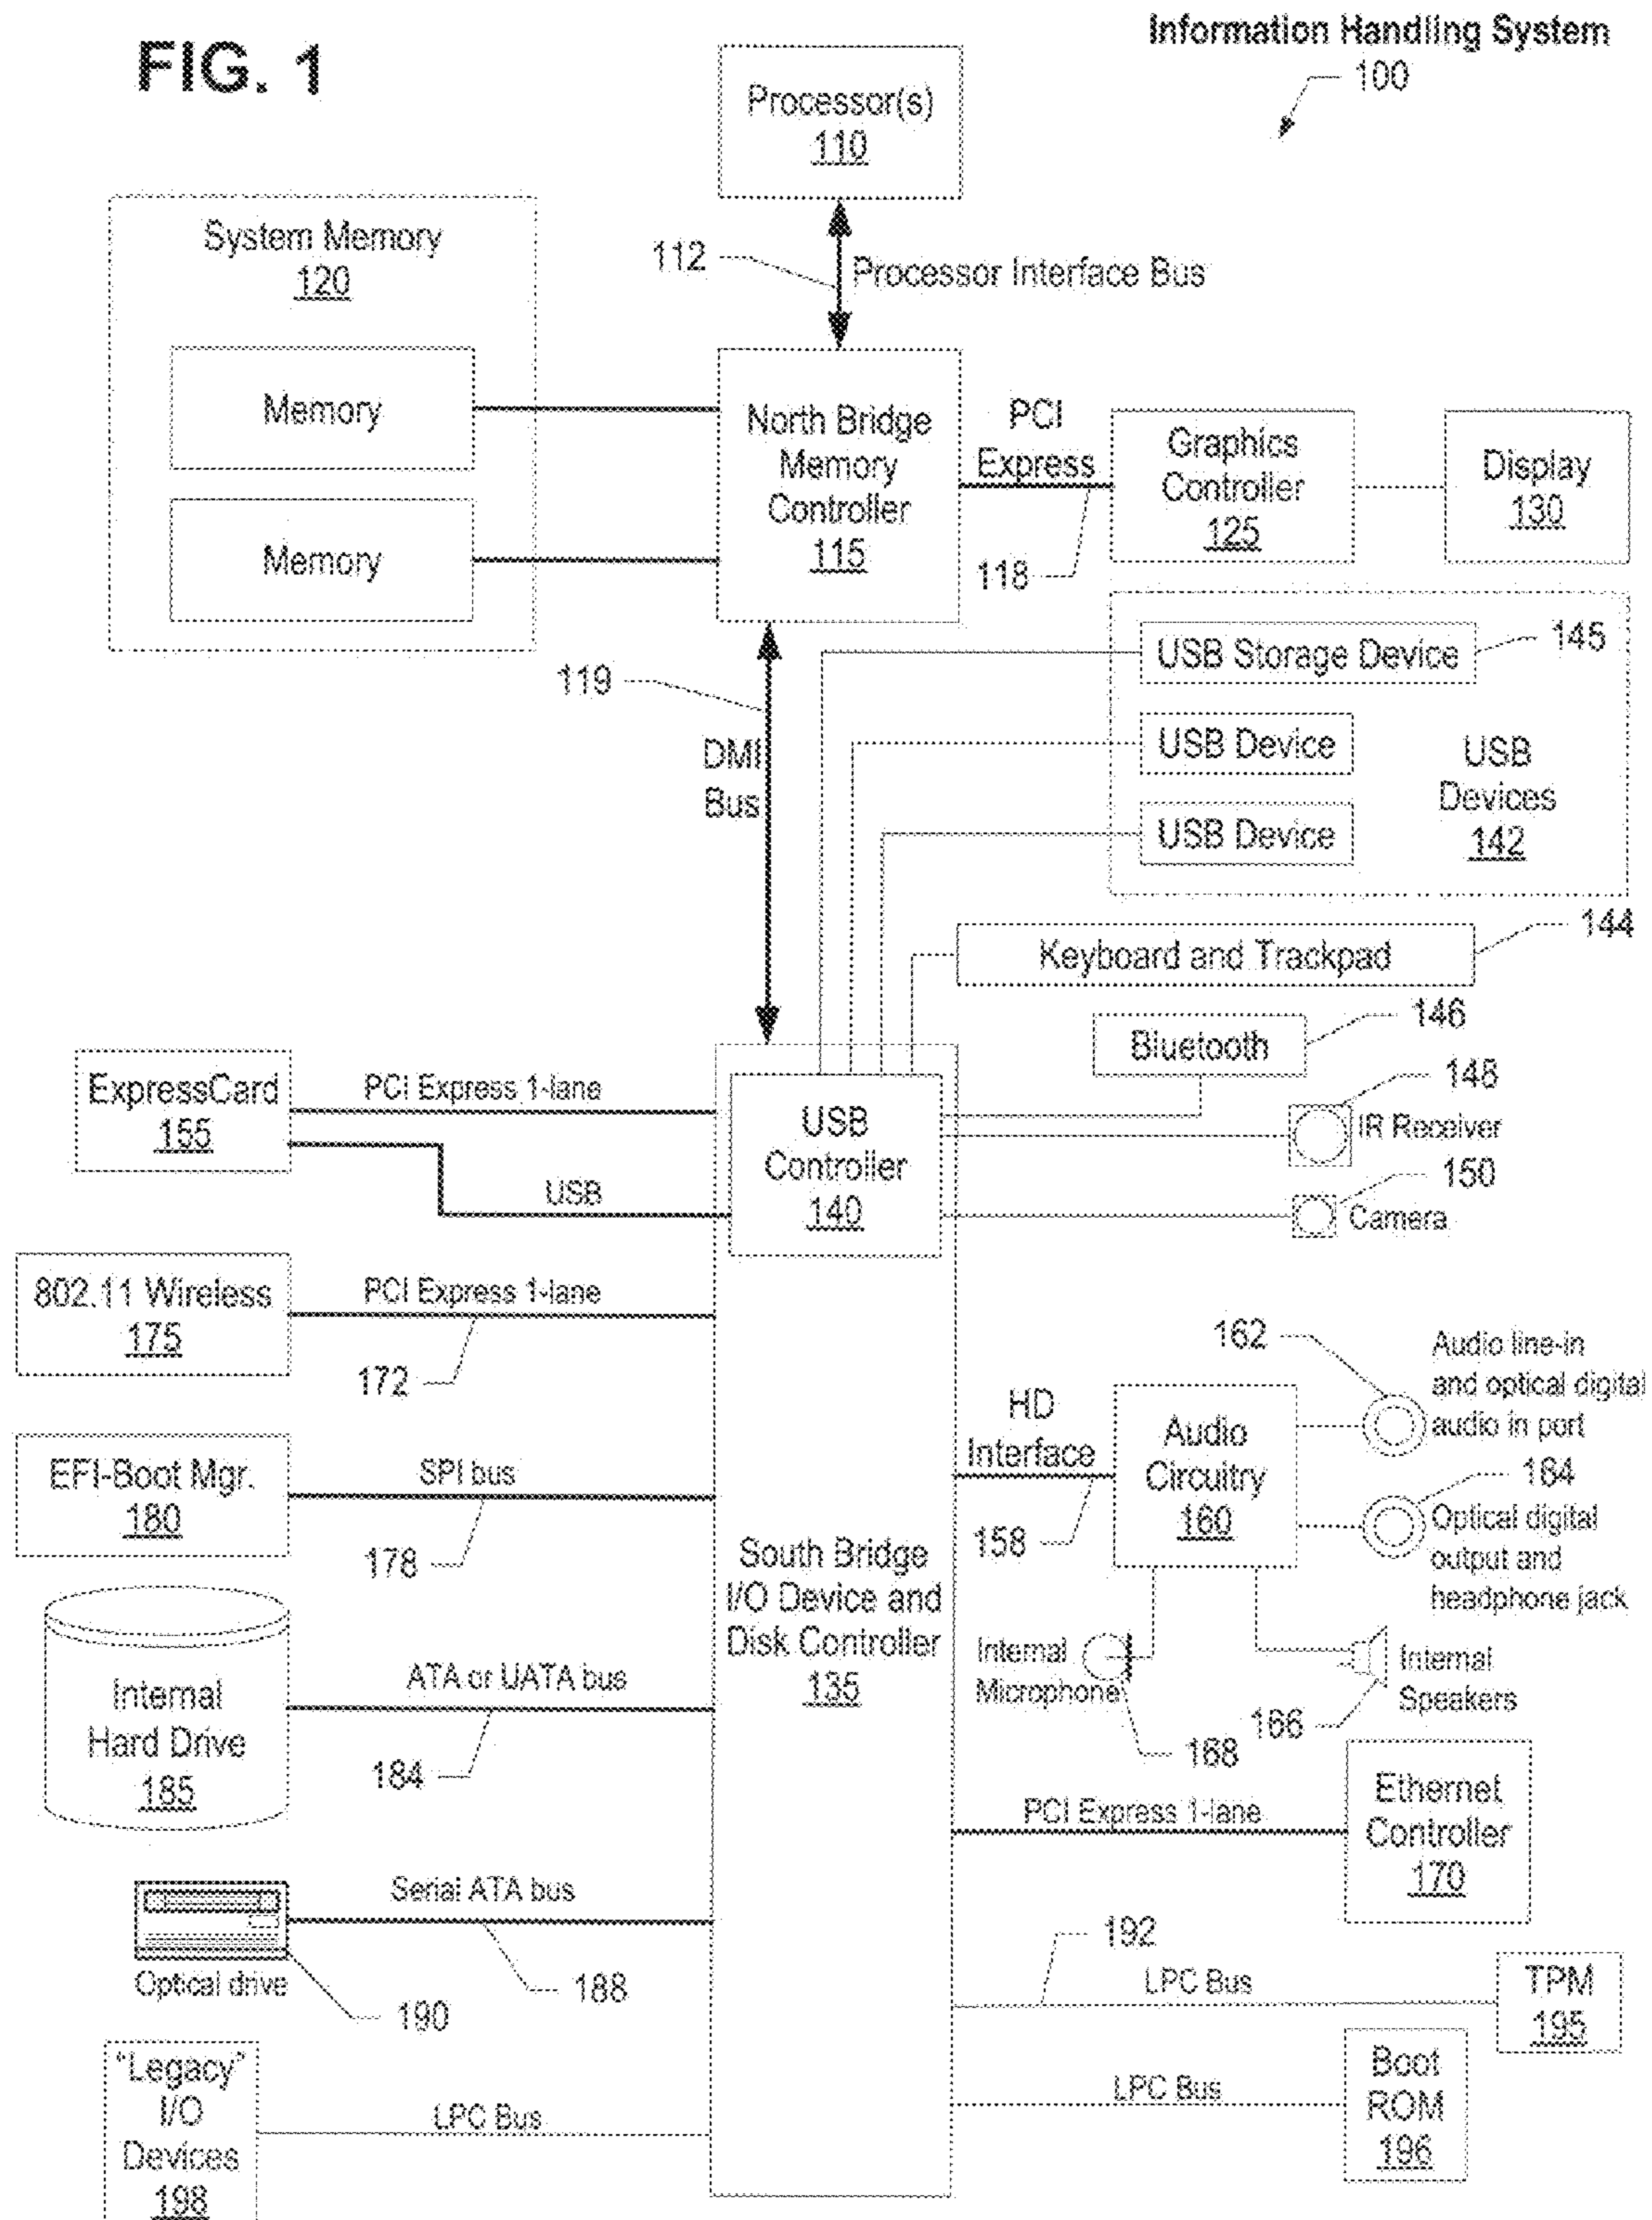 FIG. 1
Information Handling System
100
Processor(s)
110
112
Processor Interface Bus
System Memory
120
Memory
Memory
North Bridge
Memory
Controller
115
PCI
Express
118
Graphics
Controller
125
Display
130
119
DMI
Bus
USB Storage Device
145
USB Device
USB Device
USB
Devices
142
144
Keyboard and Trackpad
146
Bluetooth
148
IR Receiver
150
Camera
ExpressCard
155
PCI Express 1-lane
USB
USB
Controller
140
802.11 Wireless
175
PCI Express 1-lane
172
EFI-Boot Mgr.
180
SPI bus
178
Internal
Hard Drive
185
ATA or UATA bus
184
South Bridge
I/O Device and
Disk Controller
135
HD
Interface
158
Audio
Circuitry
160
162
Audio line-in
and optical digital
audio in port
164
Optical digital
output and
headphone jack
Internal
Microphone
168
Internal
Speakers
166
PCI Express 1-lane
Ethernet
Controller
170
Optical drive
190
Serial ATA bus
188
192
LPC Bus
TPM
195
"Legacy"
I/O
Devices
198
LPC Bus
LPC Bus
Boot
ROM
196